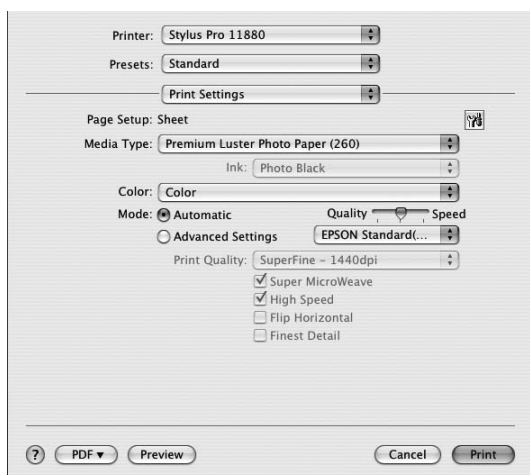 Printer: Stylus Pro 11880
Presets: Standard
Print Settings
Page Setup: Sheet
Media Type: Premium Luster Photo Paper (260)
Ink: Photo Black
Color: Color
Mode: Automatic Quality Speed
Advanced Settings EPSON Standard(...
Print Quality: SuperFine – 1440dpi
Super MicroWeave
High Speed
Flip Horizontal
Finest Detail
? PDF Preview Cancel Print